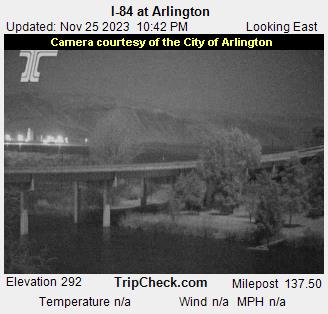 I-84 at Arlington
Updated: Nov 25 2023 10:42 PM Looking East
Camera courtesy of the City of Arlington
Elevation 292 TripCheck.com Milepost 137.50
Temperature n/a Wind n/a MPH n/a